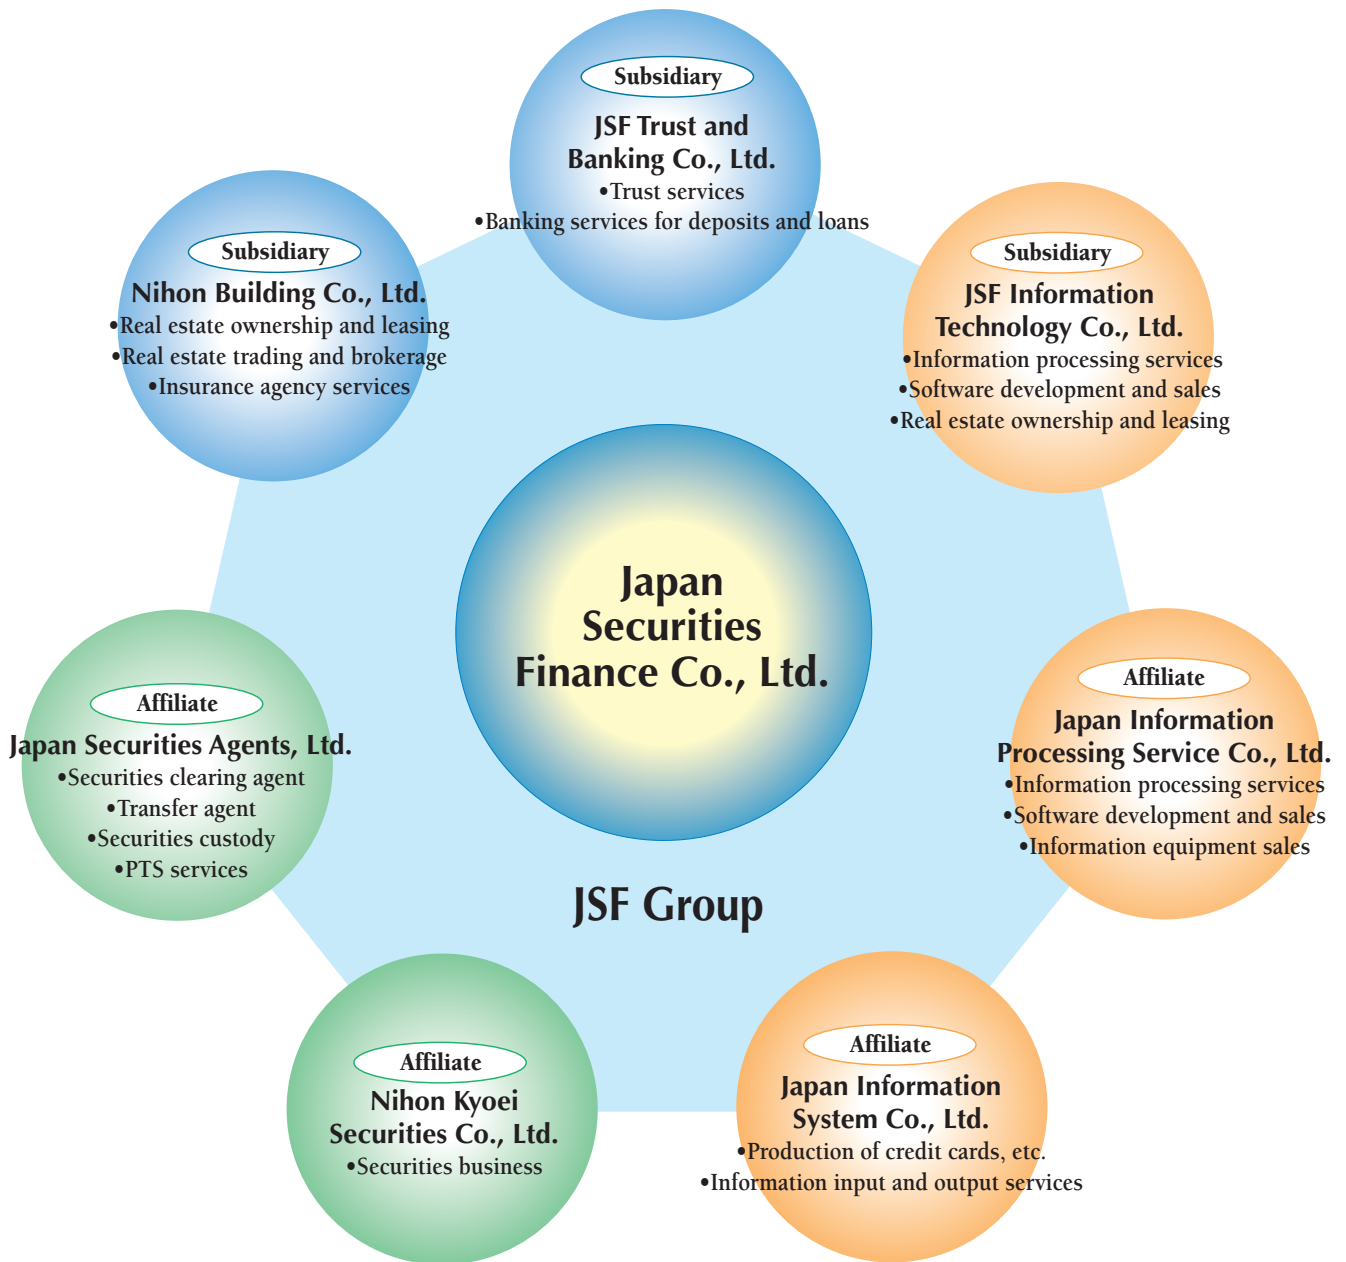 Subsidiary
JSF Trust and
Banking Co., Ltd.
•Trust services
•Banking services for deposits and loans
Subsidiary
Nihon Building Co., Ltd.
•Real estate ownership and leasing
•Real estate trading and brokerage
•Insurance agency services
Subsidiary
JSF Information
Technology Co., Ltd.
•Information processing services
•Software development and sales
•Real estate ownership and leasing
Japan
Securities
Finance Co., Ltd.
Affiliate
Japan Securities Agents, Ltd.
•Securities clearing agent
•Transfer agent
•Securities custody
•PTS services
Affiliate
Japan Information
Processing Service Co., Ltd.
•Information processing services
•Software development and sales
•Information equipment sales
JSF Group
Affiliate
Nihon Kyoei
Securities Co., Ltd.
•Securities business
Affiliate
Japan Information
System Co., Ltd.
•Production of credit cards, etc.
•Information input and output services